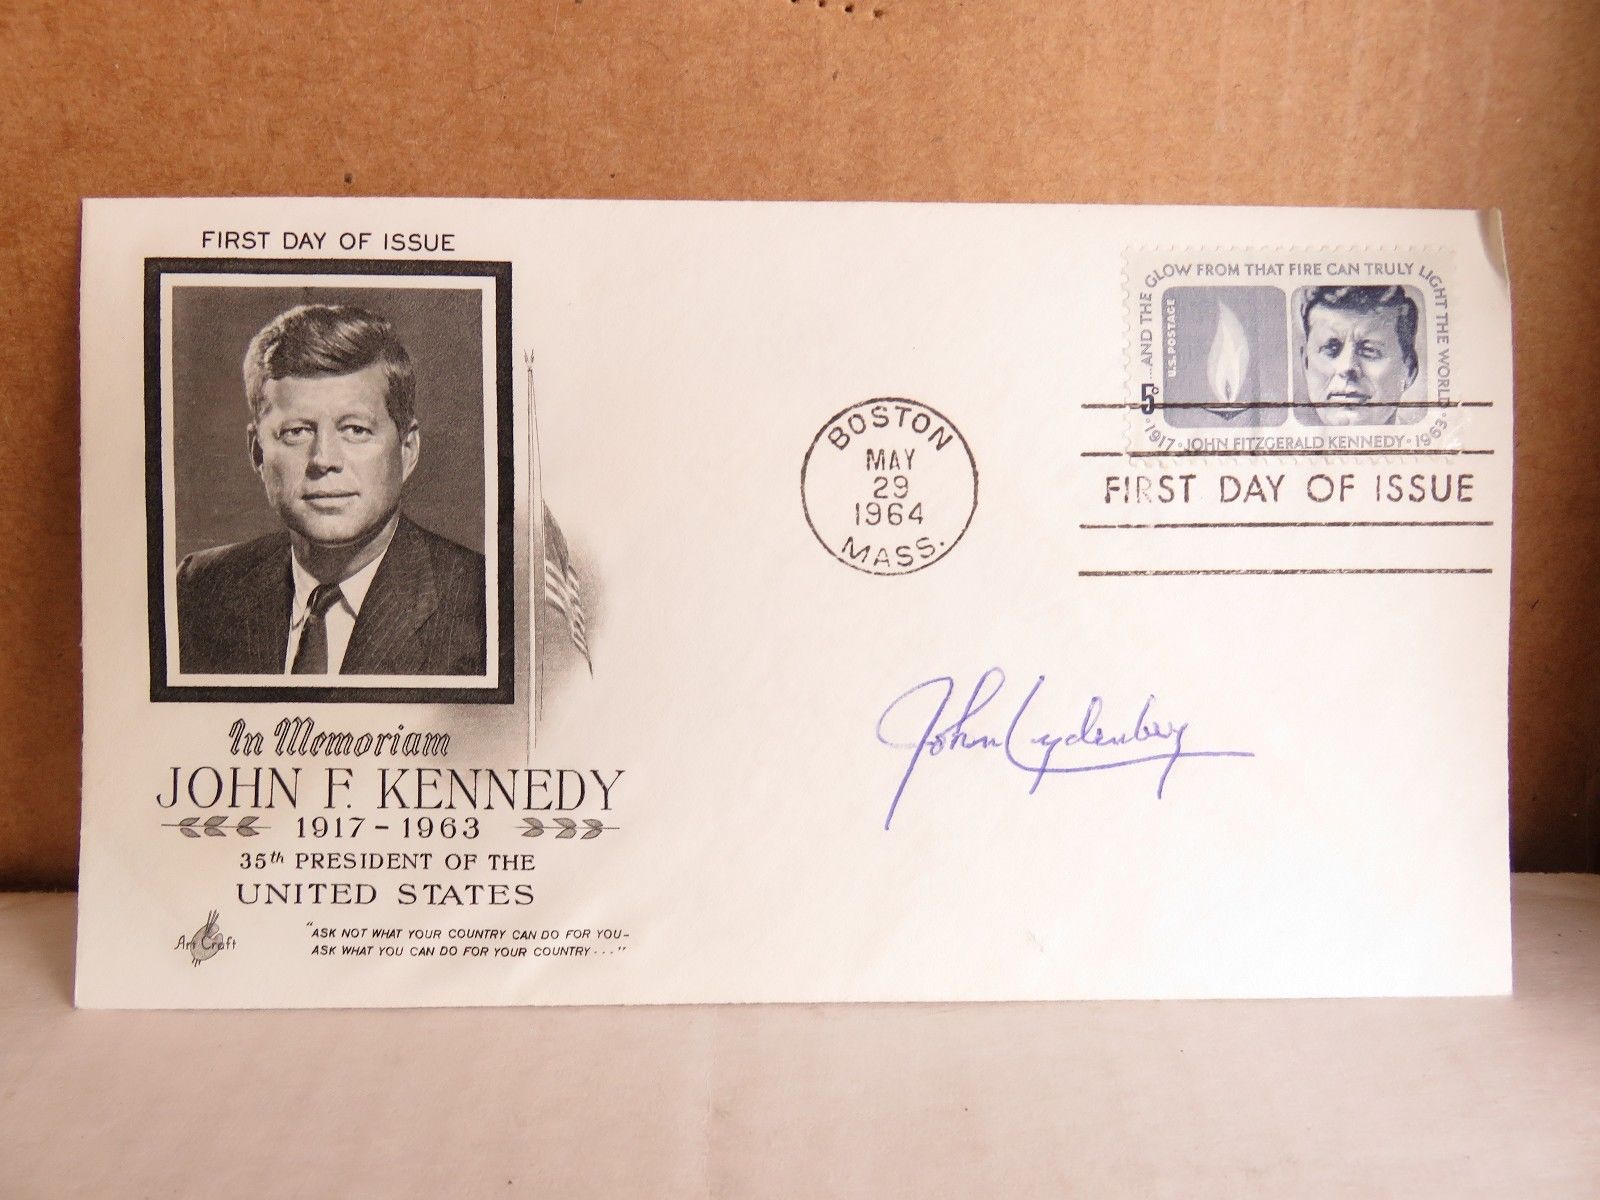 FIRST DAY OF ISSUE
In Memoriam
JOHN F. KENNEDY
1917-1963
35th PRESIDENT OF THE
UNITED STATES
Art Craft
"ASK NOT WHAT YOUR COUNTRY CAN DO FOR YOU-
ASK WHAT YOU CAN DO FOR YOUR COUNTRY..."
BOSTON
MAY
29
1964
MASS.
...AND THE GLOW FROM THAT FIRE CAN TRULY LIGHT THE WORLD
U.S. POSTAGE
5c
1917·JOHN FITZGERALD KENNEDY·1963
FIRST DAY OF ISSUE
John Lydenberg